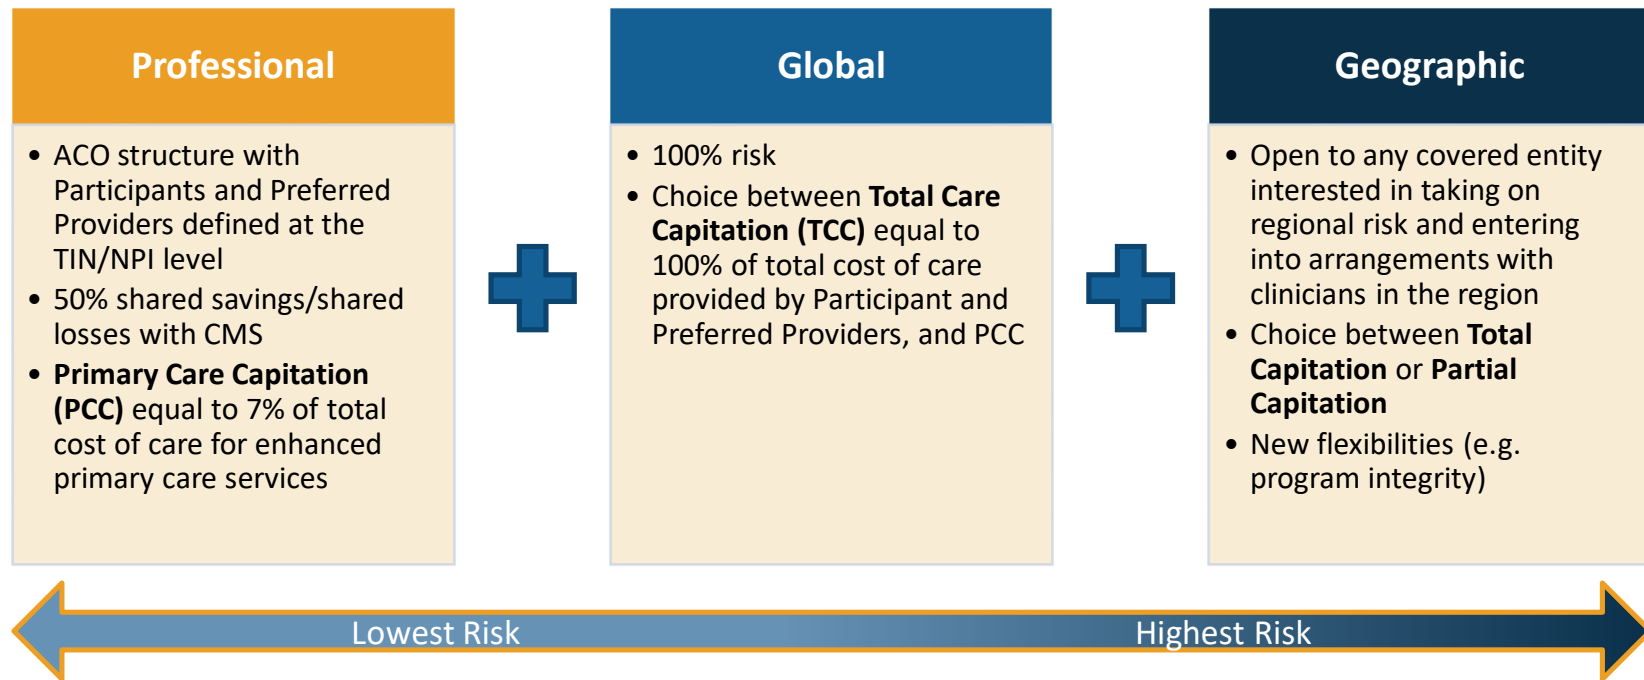 Professional
• ACO structure with
Participants and Preferred
Providers defined at the
TIN/NPI level
• 50% shared savings/shared
losses with CMS
• Primary Care Capitation
(PCC) equal to 7% of total
cost of care for enhanced
primary care services
Global
• 100% risk
• Choice between Total Care
Capitation (TCC) equal to
100% of total cost of care
provided by Participant and
Preferred Providers, and PCC
Geographic
• Open to any covered entity
interested in taking on
regional risk and entering
into arrangements with
clinicians in the region
• Choice between Total
Capitation or Partial
Capitation
• New flexibilities (e.g.
program integrity)
Lowest Risk
Highest Risk